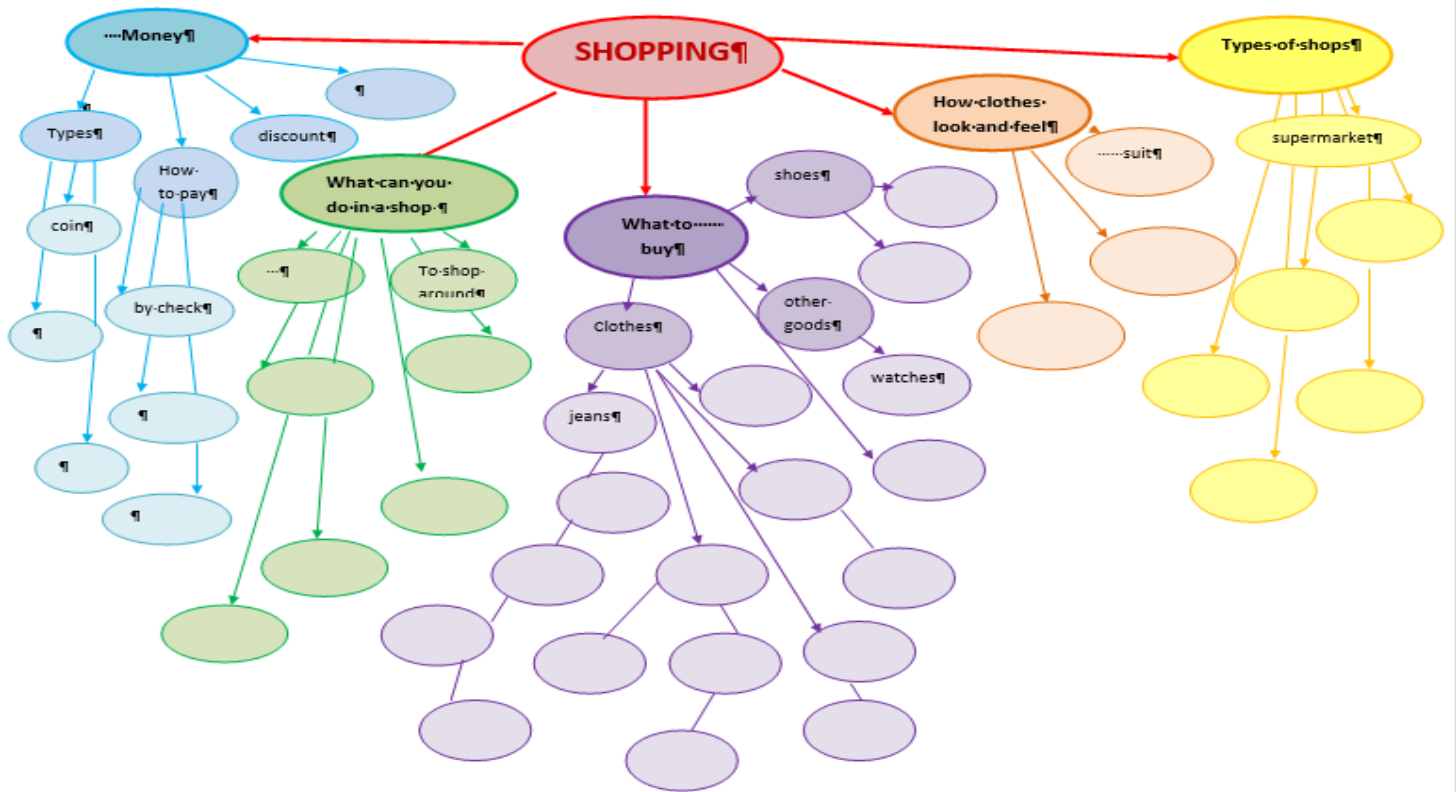 SHOPPING¶
····Money¶
¶
¶
Types¶
discount¶
How·
to·pay¶
coin¶
by·check¶
¶
¶
¶
¶
What·can·you·
do·in·a·shop·¶
···¶
To·shop·
around¶
What·to······
buy¶
shoes¶
other·
goods¶
watches¶
Clothes¶
jeans¶
How·clothes·
look·and·feel¶
······suit¶
Types·of·shops¶
supermarket¶